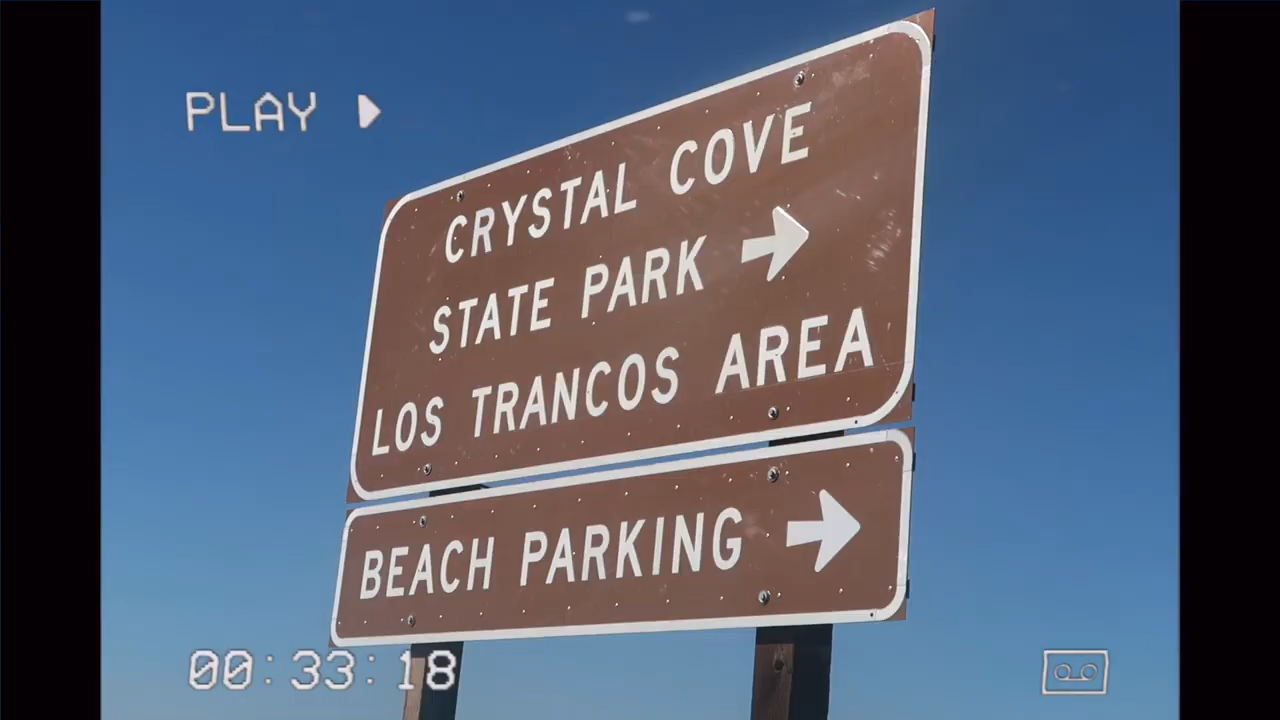 PLAY
CRYSTAL COVE
STATE PARK
LOS TRANCOS AREA
BEACH PARKING
00:33:18